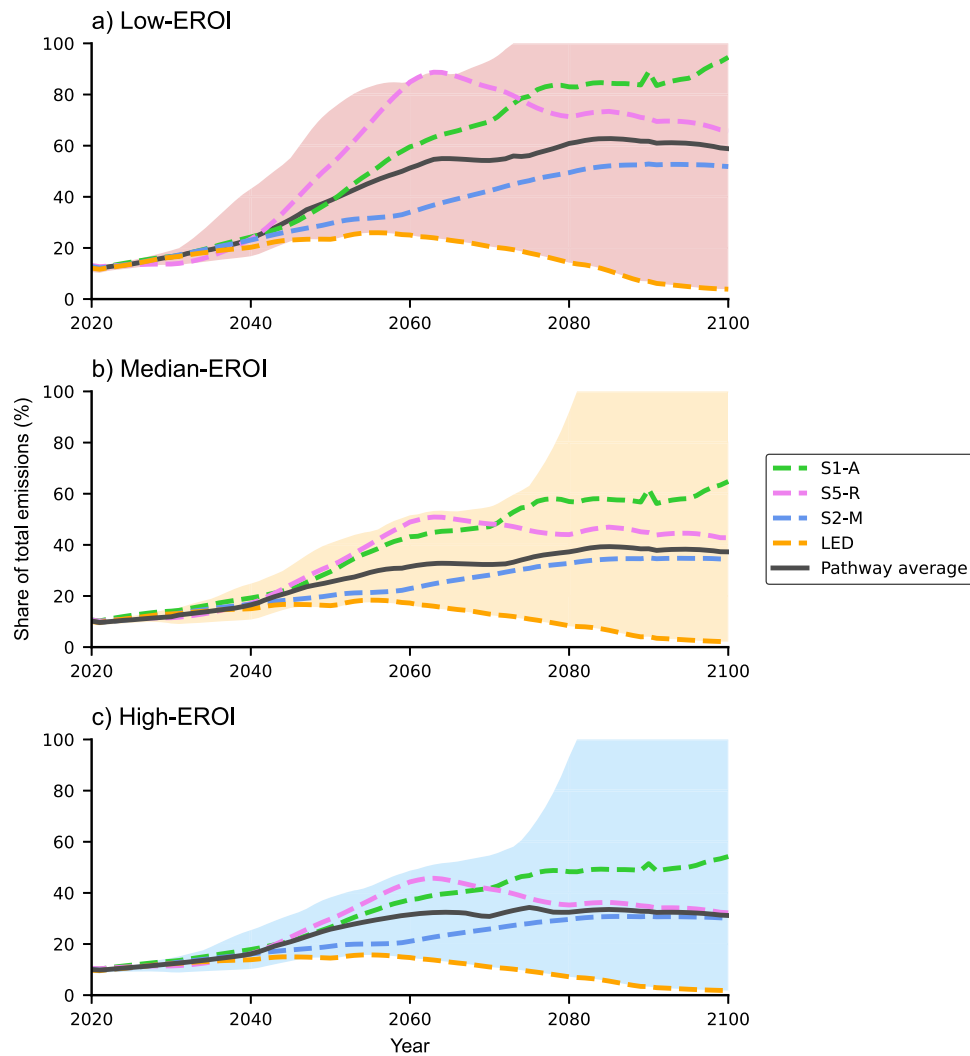 a) Low-EROI
100
80
60
40
20
0
2020 2040 2060 2080 2100
b) Median-EROI
100
80
60
40
20
0
2020 2040 2060 2080 2100
Share of total emissions (%)
S1-A
S5-R
S2-M
LED
Pathway average
c) High-EROI
100
80
60
40
20
0
2020 2040 2060 2080 2100
Year